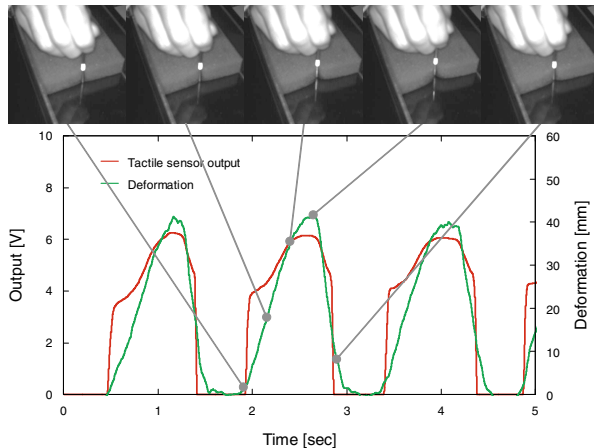 10
8
6
4
2
0
Output [V]
60
50
40
30
20
10
0
Deformation [mm]
Tactile sensor output
Deformation
0 1 2 3 4 5
Time [sec]